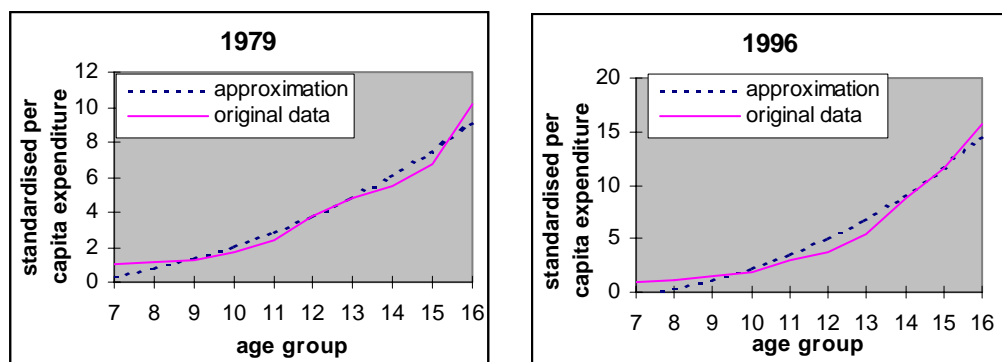 1979
approximation
original data
12
10
8
6
4
2
0
standardised per
capita expenditure
7 8 9 10 11 12 13 14 15 16
age group
1996
approximation
original data
20
15
10
5
0
standardised per
capita expenditure
7 8 9 10 11 12 13 14 15 16
age group